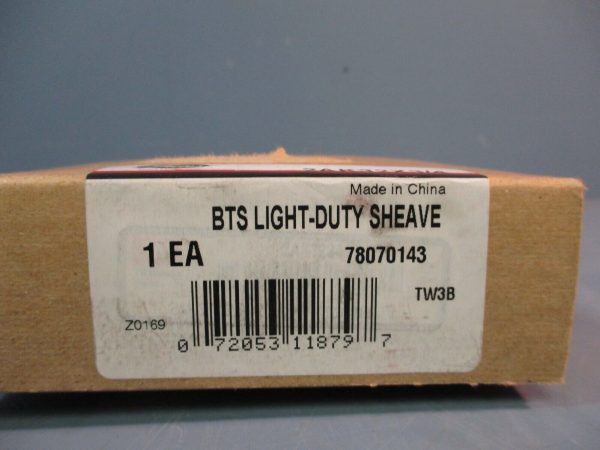 Made in China
BTS LIGHT-DUTY SHEAVE
1 EA 78070143
TW3B
Z0169
0 72053 11879 7